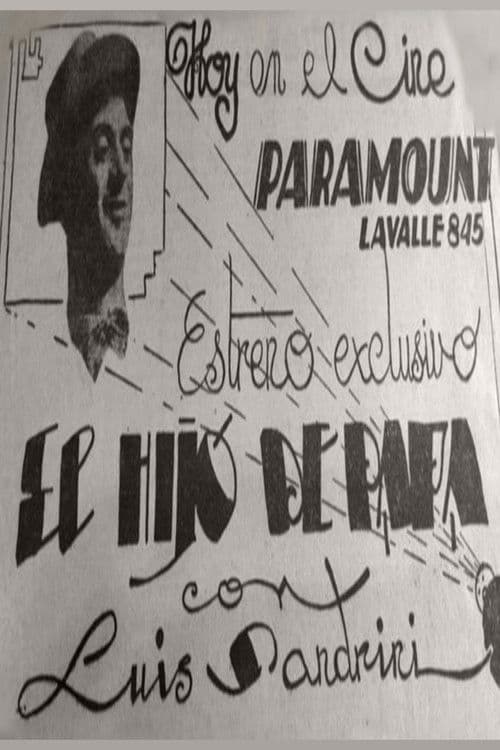 Hoy en el Cine
PARAMOUNT
LAVALLE 845
Estreno exclusivo
EL HIJO DE PAPA
con
Luis Sandrini